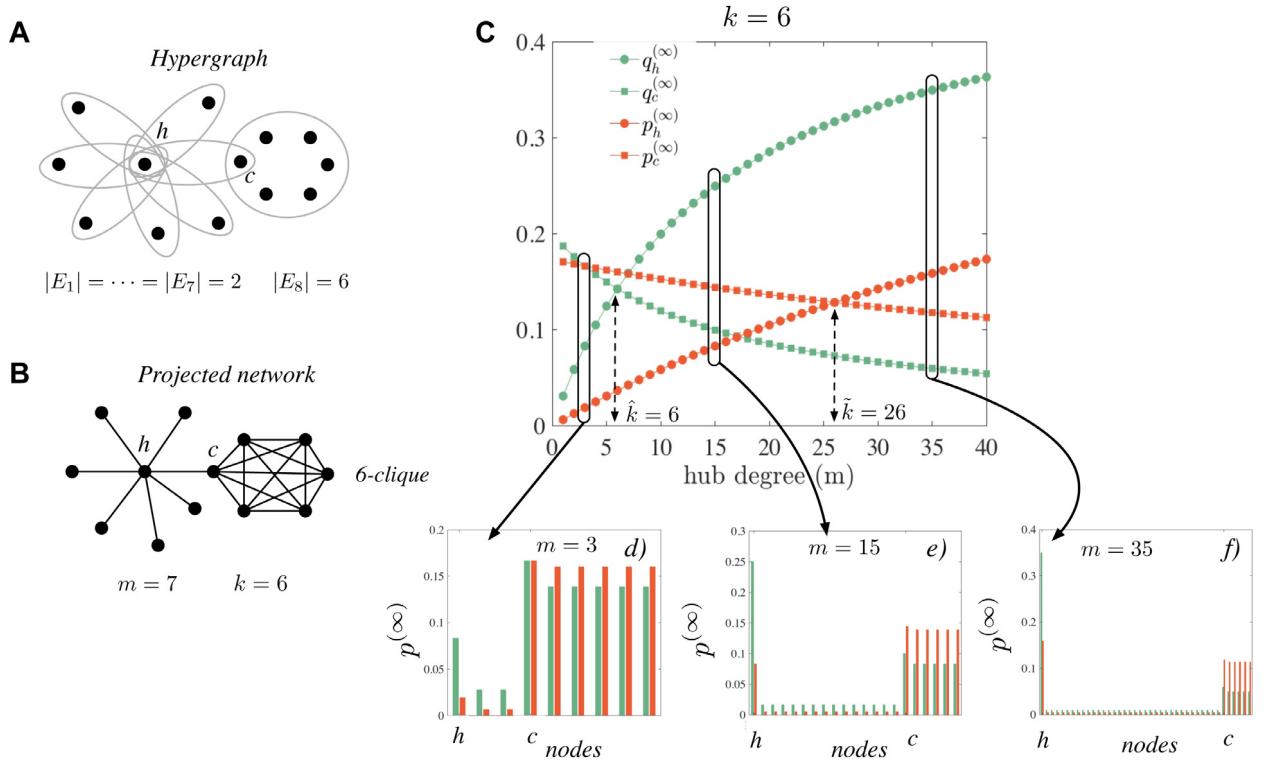 A
Hypergraph
h
c
|E₁| = ⋯ = |E₇| = 2
|E₈| = 6
B
Projected network
h
c
6-clique
m = 7
k = 6
C
k = 6
q_h^(∞)
q_c^(∞)
p_h^(∞)
p_c^(∞)
0.4
0.3
0.2
0.1
0
k̂ = 6
k̃ = 26
0 5 10 15 20 25 30 35 40
hub degree (m)
m = 3
d)
0.2
0.15
0.1
0.05
0
p^(∞)
h
c
nodes
m = 15
e)
0.3
0.25
0.2
0.15
0.1
0.05
0
p^(∞)
h
nodes
c
m = 35
f)
0.4
0.3
0.2
0.1
0
p^(∞)
h
nodes
c